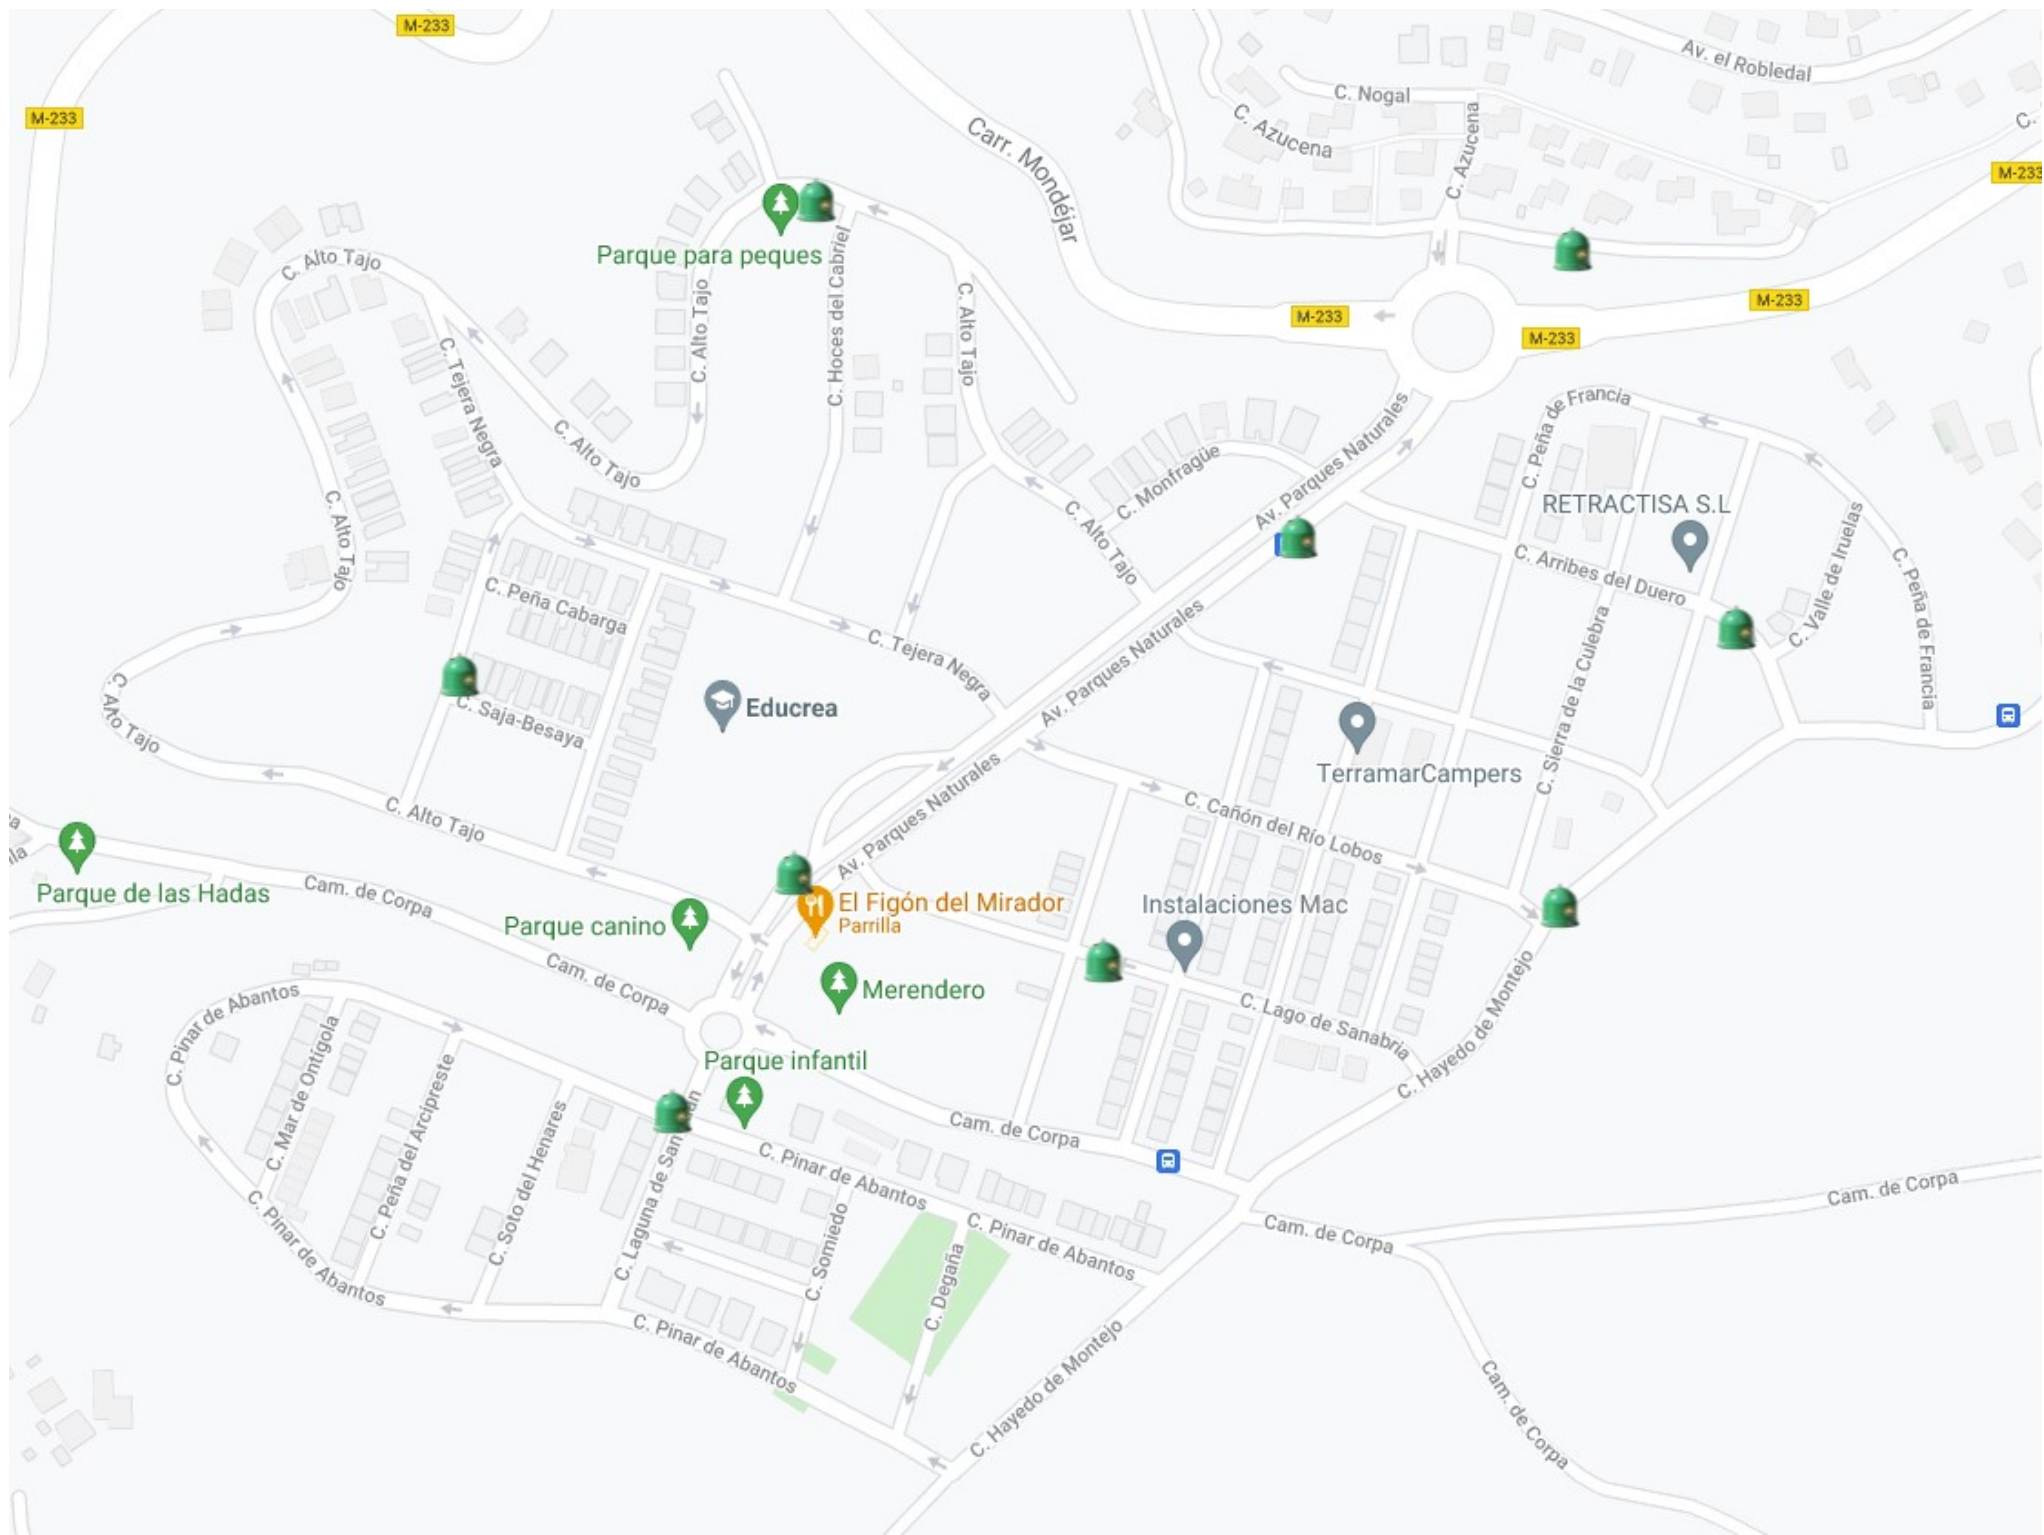 M-233
Av. el Robledal
C. Nogal
M-233
C. Azucena
C. Azucena
Carr. Mondéjar
C.
M-233
Parque para peques
C. Hoces del Cabriel
C. Alto Tajo
C. Alto Tajo
C. Alto Tajo
M-233
M-233
M-233
C. Tejera Negra
C. Alto Tajo
C. Monfragüe
Av. Parques Naturales
C. Peña de Francia
RETRACTISA S.L
C. Alto Tajo
C. Alto Tajo
C. Arribes del Duero
C. Valle de Iruelas
C. Peña de Francia
C. Peña Cabarga
C. Tejera Negra
Av. Parques Naturales
C. Sierra de la Culebra
C. Saja-Besaya
Educrea
C. Alto Tajo
TerramarCampers
C. Alto Tajo
Av. Parques Naturales
C. Cañón del Río Lobos
Parque de las Hadas
Cam. de Corpa
Parque canino
El Figón del Mirador
Parrilla
Instalaciones Mac
Cam. de Corpa
Merendero
C. Lago de Sanabria
C. Hayedo de Montejo
C. Pinar de Abantos
C. Mar de Ontígola
C. Peña del Arcipreste
C. Soto del Henares
Parque infantil
Cam. de Corpa
C. Laguna de San
C. Pinar de Abantos
C. Pinar de Abantos
C. Pinar de Abantos
C. Somiedo
C. Degaña
Cam. de Corpa
Cam. de Corpa
C. Pinar de Abantos
C. Hayedo de Montejo
Cam. de Corpa